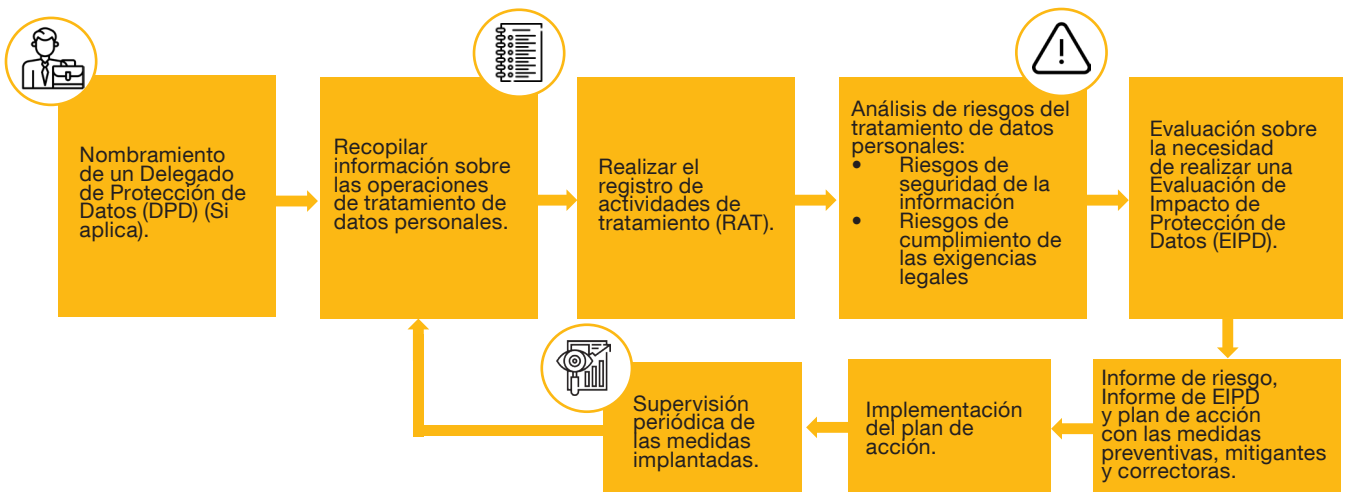 Nombramiento
de un Delegado
de Protección de
Datos (DPD) (Si
aplica).
Recopilar
información sobre
las operaciones
de tratamiento de
datos personales.
Realizar el
registro de
actividades de
tratamiento (RAT).
Análisis de riesgos del
tratamiento de datos
personales:
• Riesgos de
seguridad de la
información
• Riesgos de
cumplimiento de
las exigencias
legales
Evaluación sobre
la necesidad
de realizar una
Evaluación de
Impacto de
Protección de
Datos (EIPD).
Informe de riesgo,
Informe de EIPD
y plan de acción
con las medidas
preventivas, mitigantes
y correctoras.
Implementación
del plan de
acción.
Supervisión
periódica de
las medidas
implantadas.